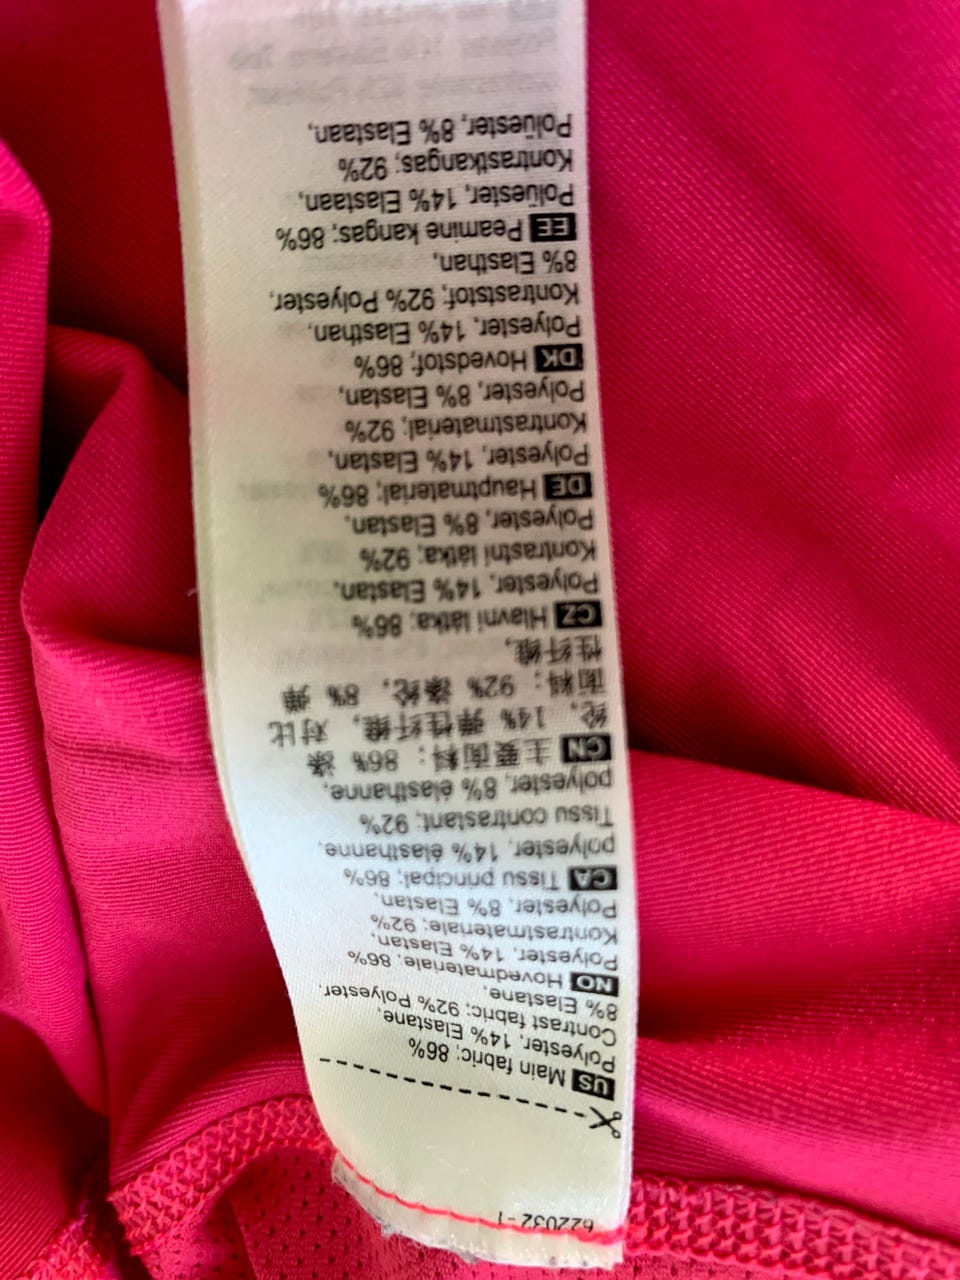 622032-1
US Main fabric; 86%
Polyester, 14% Elastane,
Contrast fabric; 92% Polyester,
8% Elastane,
NO Hovedmateriale; 86%
Polyester, 14% Elastan,
Kontrastmateriale; 92%
Polyester, 8% Elastan,
CA Tissu principal; 86%
polyester, 14% élasthanne,
Tissu contrastant; 92%
polyester, 8% élasthanne,
CN 主要面料: 86% 涤
纶, 14% 弹性纤维, 对比
面料: 92% 涤纶, 8% 弹
性纤维,
CZ Hlavní látka; 86%
Polyester, 14% Elastan,
Kontrastní látka; 92%
Polyester, 8% Elastan,
DE Hauptmaterial; 86%
Polyester, 14% Elastan,
Kontrastmaterial; 92%
Polyester, 8% Elastan,
DK Hovedstof; 86%
Polyester, 14% Elasthan,
Kontraststof; 92% Polyester,
8% Elasthan,
EE Peamine kangas; 86%
Polüester, 14% Elastaan,
Kontrastkangas; 92%
Polüester, 8% Elastaan,